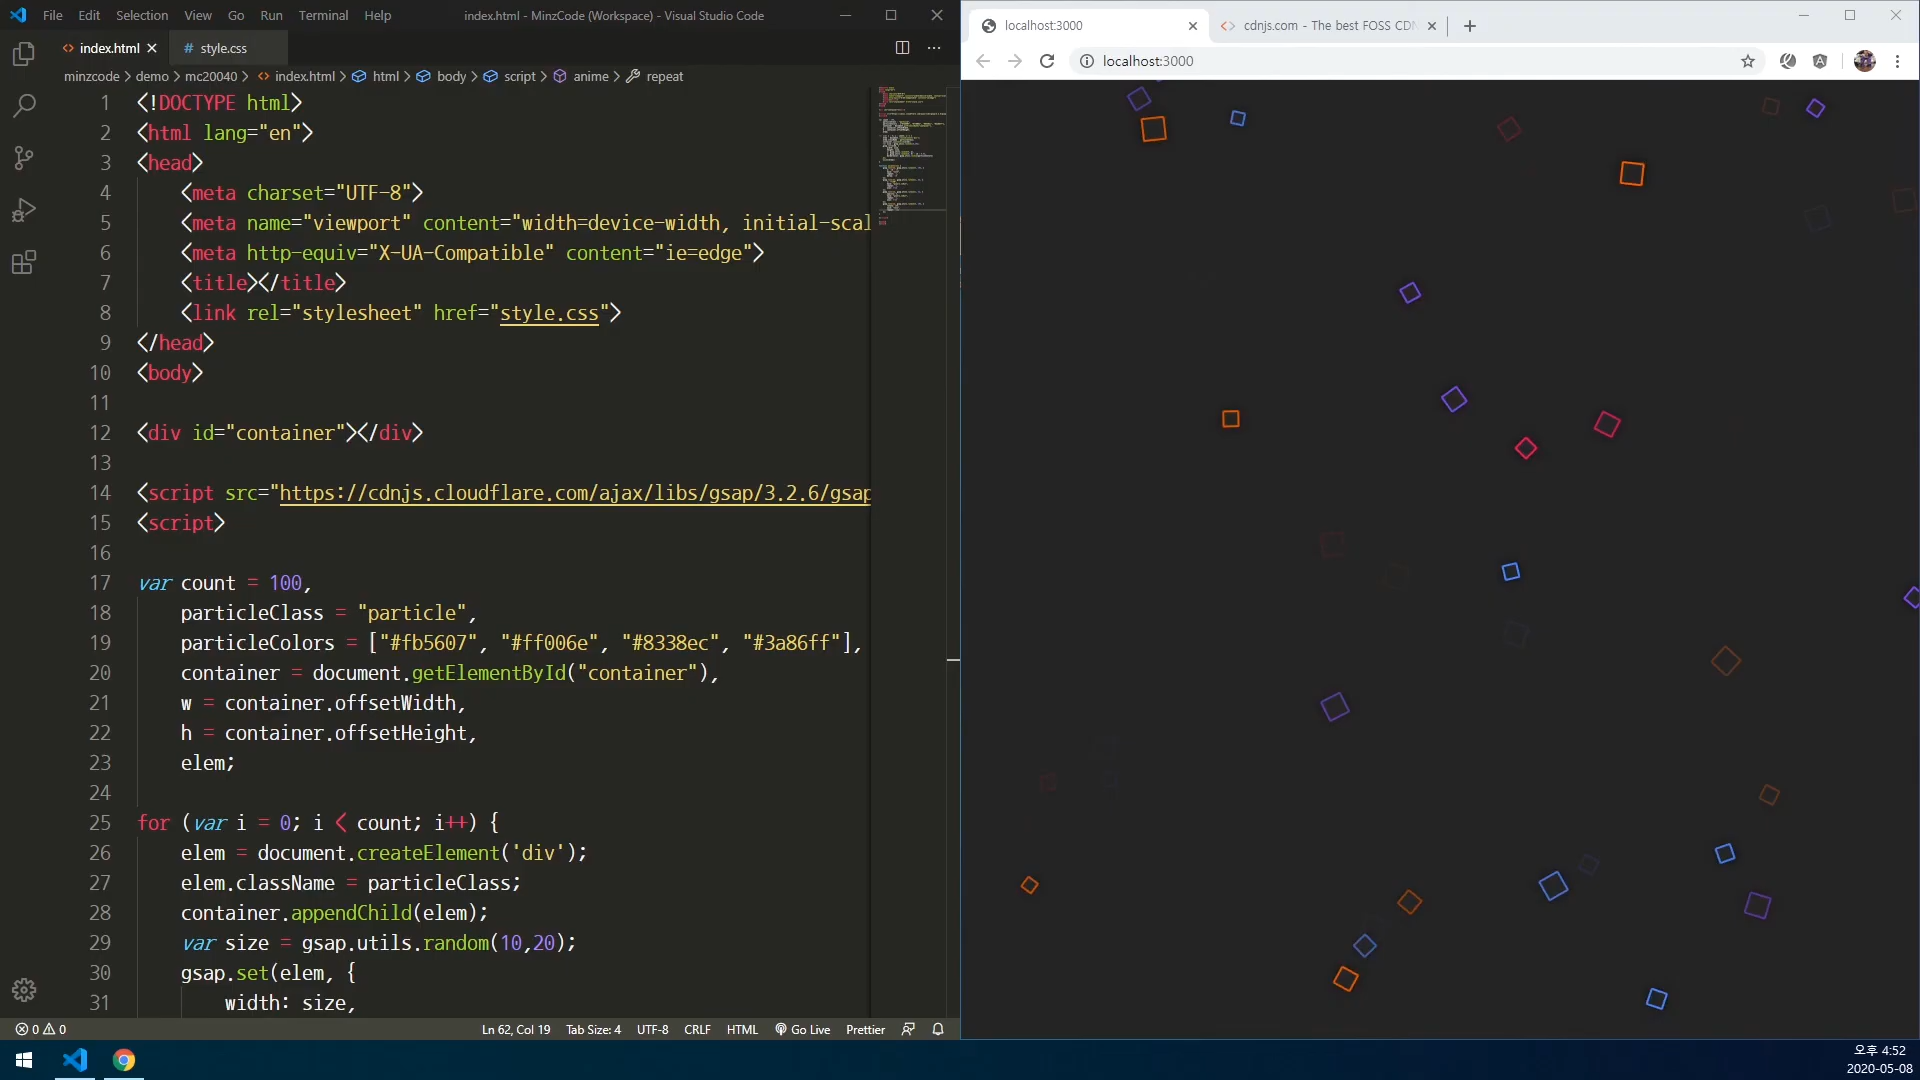 File Edit Selection View Go Run Terminal Help
index.html - MinzCode (Workspace) - Visual Studio Code
index.html
style.css
minzcode > demo > mc20040 > index.html > html > body > script > anime > repeat
1 <!DOCTYPE html>
2 <html lang="en">
3 <head>
4 <meta charset="UTF-8">
5 <meta name="viewport" content="width=device-width, initial-scal
6 <meta http-equiv="X-UA-Compatible" content="ie=edge">
7 <title></title>
8 <link rel="stylesheet" href="style.css">
9 </head>
10 <body>
11
12 <div id="container"></div>
13
14 <script src="https://cdnjs.cloudflare.com/ajax/libs/gsap/3.2.6/gsap
15 <script>
16
17 var count = 100,
18 particleClass = "particle",
19 particleColors = ["#fb5607", "#ff006e", "#8338ec", "#3a86ff"],
20 container = document.getElementById("container"),
21 w = container.offsetWidth,
22 h = container.offsetHeight,
23 elem;
24
25 for (var i = 0; i < count; i++) {
26 elem = document.createElement('div');
27 elem.className = particleClass;
28 container.appendChild(elem);
29 var size = gsap.utils.random(10,20);
30 gsap.set(elem, {
31 width: size,
0 0
Ln 62, Col 19 Tab Size: 4 UTF-8 CRLF HTML Go Live Prettier
localhost:3000
cdnjs.com - The best FOSS CDN
localhost:3000
오후 4:52
2020-05-08